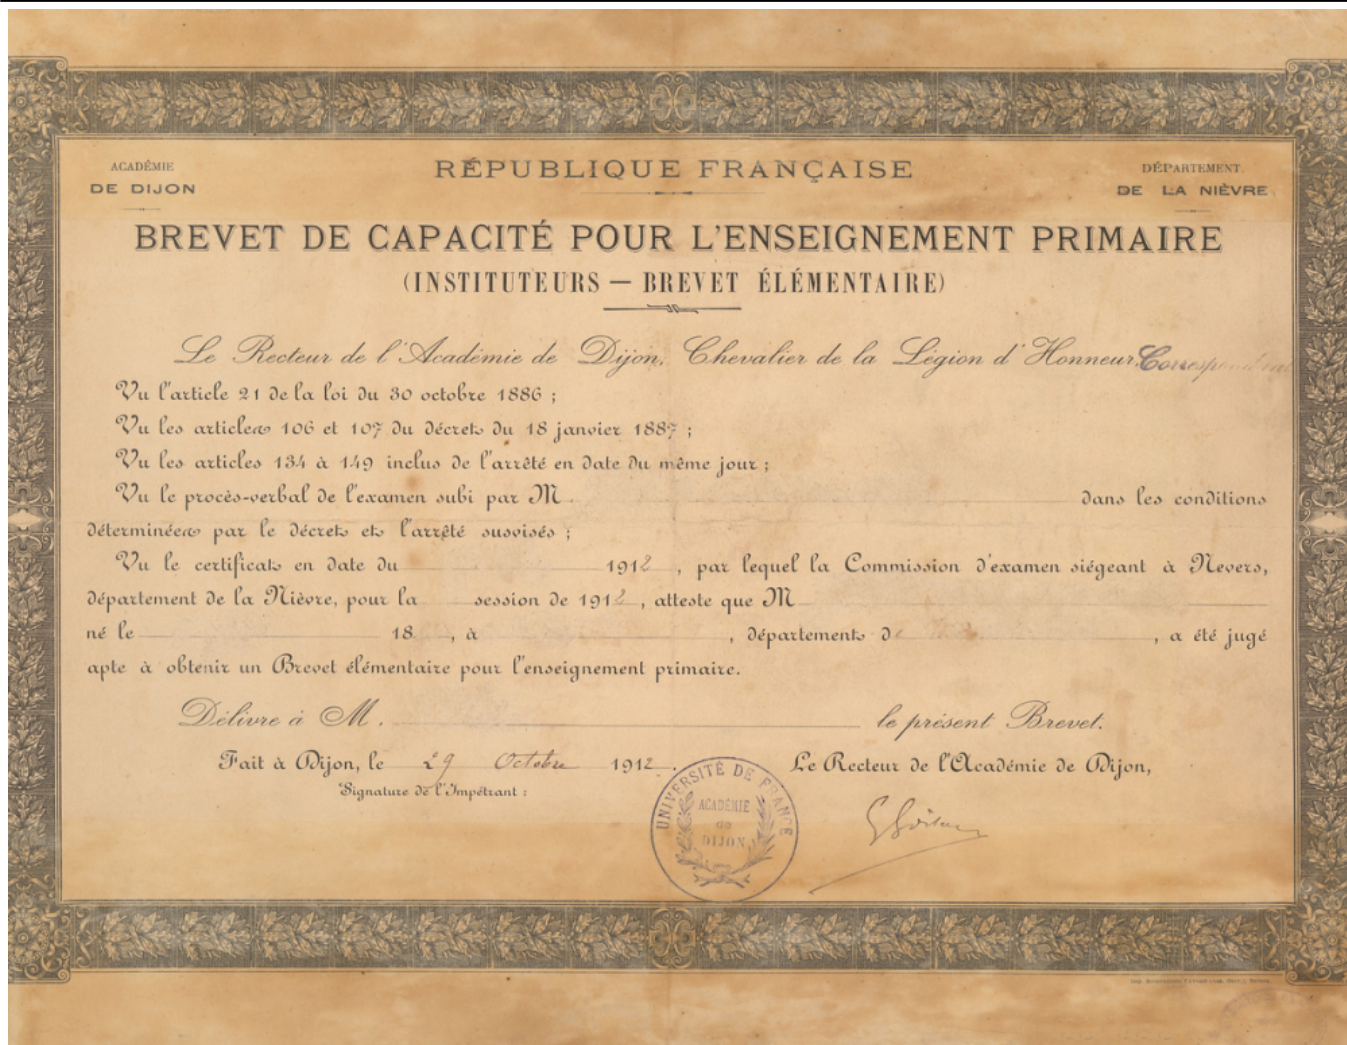 ACADÉMIE
DE DIJON
RÉPUBLIQUE FRANÇAISE
DÉPARTEMENT
DE LA NIÈVRE
BREVET DE CAPACITÉ POUR L'ENSEIGNEMENT PRIMAIRE
(INSTITUTEURS — BREVET ÉLÉMENTAIRE)
Le Recteur de l'Académie de Dijon, Chevalier de la Légion d'Honneur,
Vu l'article 21 de la loi du 30 octobre 1886 ;
Vu les articles 106 et 107 du décret du 18 janvier 1887 ;
Vu les articles 134 à 149 inclus de l'arrêté en date du même jour ;
Vu le procès-verbal de l'examen subi par M dans les conditions
déterminées par le décret et l'arrêté susvisés ;
Vu le certificat en date du 1912, par lequel la Commission d'examen siégeant à Nevers,
département de la Nièvre, pour la session de 1912, atteste que M
né le 18 , à , département d , a été jugé
apte à obtenir un Brevet élémentaire pour l'enseignement primaire.
Délivré à M. le présent Brevet.
Fait à Dijon, le 29 Octobre 1912.
Le Recteur de l'Académie de Dijon,
Signature de l'Impétrant :
UNIVERSITÉ DE FRANCE
ACADÉMIE
DE
DIJON